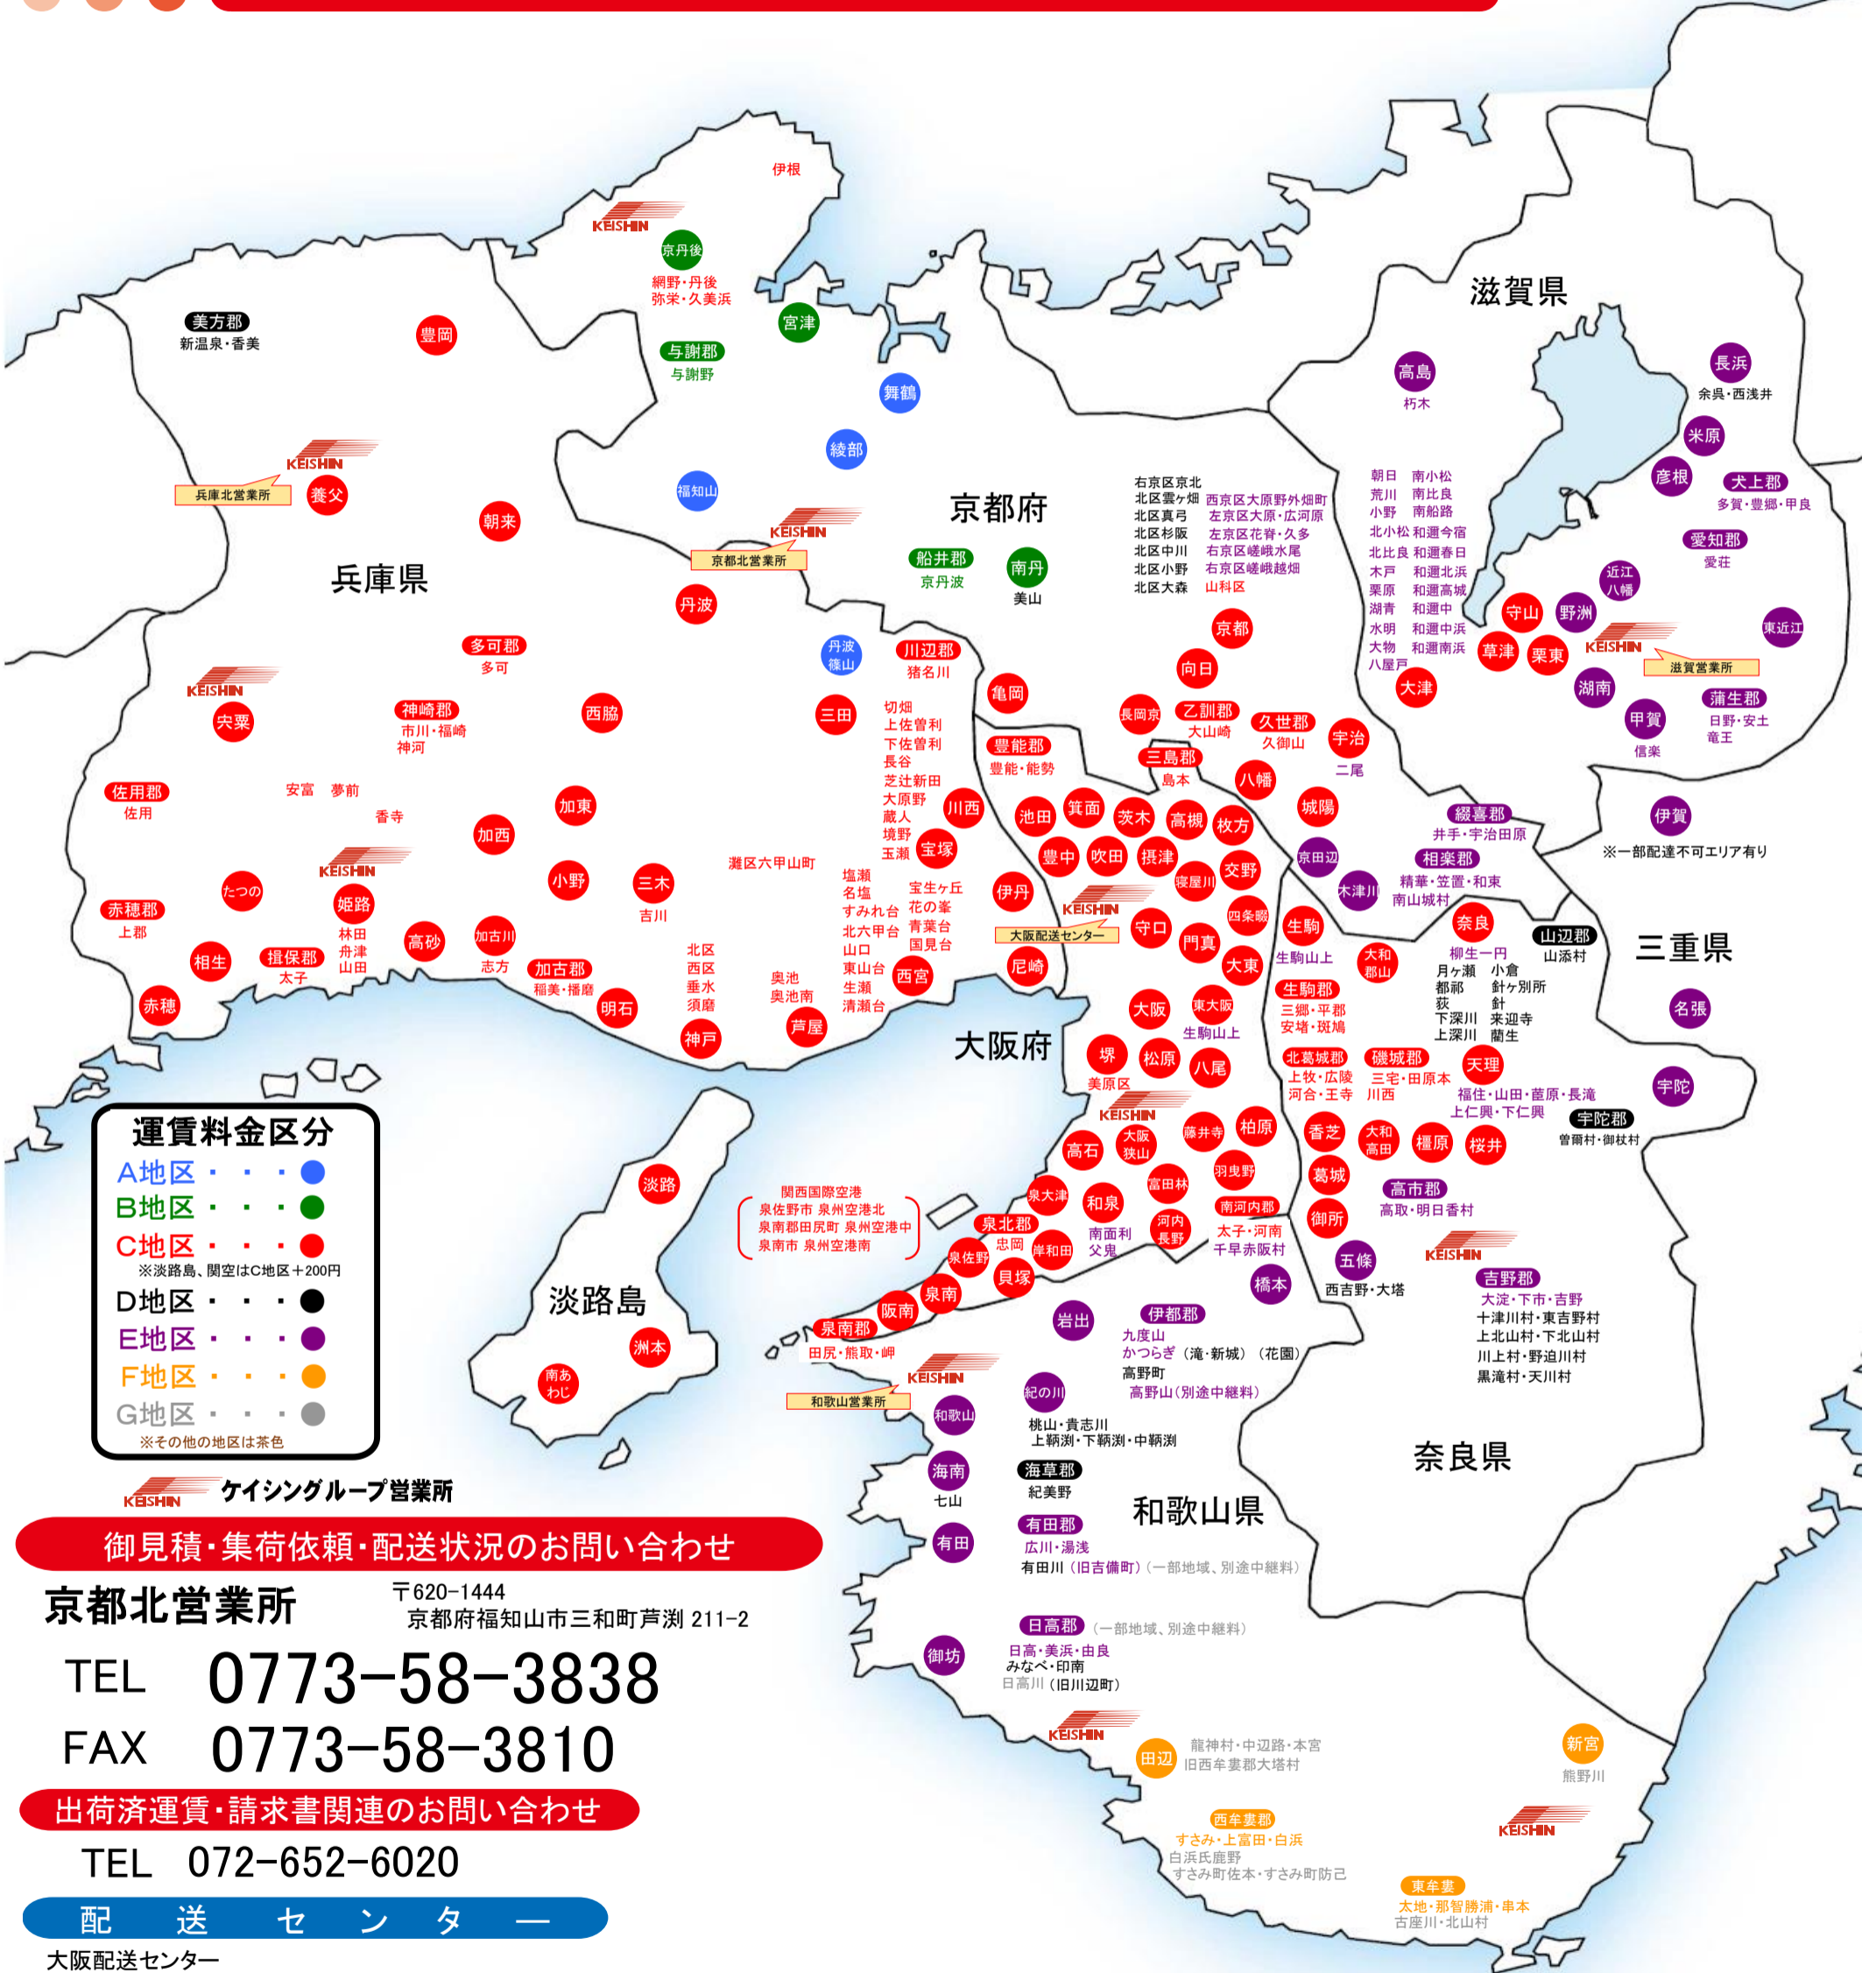 伊根
KEISHIN
京丹後
網野・丹後
弥栄・久美浜
宮津
与謝郡
与謝野
美方郡
新温泉・香美
豊岡
舞鶴
綾部
福知山
KEISHIN
兵庫北営業所
養父
朝来
KEISHIN
京都北営業所
京都府
船井郡
京丹波
南丹
美山
兵庫県
丹波
丹波
篠山
多可郡
多可
川辺郡
猪名川
KEISHIN
宍粟
神崎郡
市川・福崎
神河
西脇
三田
亀岡
切畑
上佐曽利
下佐曽利
長谷
芝辻新田
大原野
蔵人
境野
玉瀬
川西
宝塚
佐用郡
佐用
安富 夢前
香寺
加東
加西
KEISHIN
姫路
林田
舟津
山田
たつの
赤穂郡
上郡
相生
揖保郡
太子
赤穂
高砂
加古川
志方
小野
三木
吉川
加古郡
稲美・播磨
明石
灘区六甲山町
北区
西区
垂水
須磨
神戸
奥池
奥池南
芦屋
塩瀬
名塩
すみれ台
北六甲台
山口
東山台
生瀬
清瀬台
宝生ヶ丘
花の峯
青葉台
国見台
西宮
伊丹
尼崎
滋賀県
高島
朽木
長浜
余呉・西浅井
米原
彦根
犬上郡
多賀・豊郷・甲良
愛知郡
愛荘
近江
八幡
東近江
守山
野洲
草津
栗東
KEISHIN
滋賀営業所
湖南
甲賀
信楽
蒲生郡
日野・安土
竜王
大津
朝日 南小松
荒川 南比良
小野 南船路
北小松 和邇今宿
北比良 和邇春日
木戸 和邇北浜
栗原 和邇高城
湖青 和邇中
水明 和邇中浜
大物 和邇南浜
八屋戸
右京区京北
北区雲ヶ畑 西京区大原野外畑町
北区真弓 左京区大原・広河原
北区杉阪 左京区花脊・久多
北区中川 右京区嵯峨水尾
北区小野 右京区嵯峨越畑
北区大森 山科区
京都
向日
長岡京
乙訓郡
大山崎
久世郡
久御山
宇治
二尾
豊能郡
豊能・能勢
三島郡
島本
八幡
城陽
綴喜郡
井手・宇治田原
京田辺
相楽郡
精華・笠置・和束
南山城村
木津川
伊賀
※一部配達不可エリア有り
池田
箕面
茨木
高槻
枚方
豊中
吹田
摂津
寝屋川
交野
KEISHIN
大阪配送センター
守口
門真
四条畷
大東
大阪府
大阪
東大阪
生駒山上
堺
美原区
松原
八尾
KEISHIN
高石
大阪
狭山
藤井寺
柏原
羽曳野
富田林
泉大津
和泉
南面利
父鬼
河内
長野
南河内郡
太子・河南
千早赤阪村
泉北郡
忠岡
岸和田
泉佐野
貝塚
泉南
阪南
泉南郡
田尻・熊取・岬
関西国際空港
泉佐野市 泉州空港北
泉南郡田尻町 泉州空港中
泉南市 泉州空港南
生駒
生駒山上
大和
郡山
奈良
柳生一円
月ヶ瀬 小倉
都祁 針ヶ別所
荻 針
下深川 来迎寺
上深川 藺生
山辺郡
山添村
三重県
名張
生駒郡
三郷・平郡
安堵・斑鳩
北葛城郡
上牧・広陵
河合・王寺
磯城郡
三宅・田原本
川西
天理
福住・山田・苣原・長滝
上仁興・下仁興
宇陀
宇陀郡
曽爾村・御杖村
香芝
大和
高田
橿原
桜井
葛城
御所
高市郡
高取・明日香村
五條
西吉野・大塔
KEISHIN
吉野郡
大淀・下市・吉野
十津川村・東吉野村
上北山村・下北山村
川上村・野迫川村
黒滝村・天川村
奈良県
淡路
淡路島
洲本
南あ
わじ
橋本
岩出
伊都郡
九度山
かつらぎ（滝・新城）（花園）
高野町
高野山（別途中継料）
KEISHIN
和歌山営業所
和歌山
紀の川
桃山・貴志川
上鞆渕・下鞆渕・中鞆渕
海南
七山
海草郡
紀美野
和歌山県
有田
有田郡
広川・湯浅
有田川（旧吉備町）（一部地域、別途中継料）
御坊
日高郡（一部地域、別途中継料）
日高・美浜・由良
みなべ・印南
日高川（旧川辺町）
KEISHIN
田辺
龍神村・中辺路・本宮
旧西牟婁郡大塔村
新宮
熊野川
KEISHIN
西牟婁郡
すさみ・上富田・白浜
白浜氏鹿野
すさみ町佐本・すさみ町防己
東牟婁
太地・那智勝浦・串本
古座川・北山村
運賃料金区分
A地区・・・●
B地区・・・●
C地区・・・●
※淡路島、関空はC地区＋200円
D地区・・・●
E地区・・・●
F地区・・・●
G地区・・・●
※その他の地区は茶色
KEISHIN ケイシングループ営業所
御見積・集荷依頼・配送状況のお問い合わせ
京都北営業所
〒620-1444
京都府福知山市三和町芦渕 211-2
TEL 0773-58-3838
FAX 0773-58-3810
出荷済運賃・請求書関連のお問い合わせ
TEL 072-652-6020
配送センター
大阪配送センター